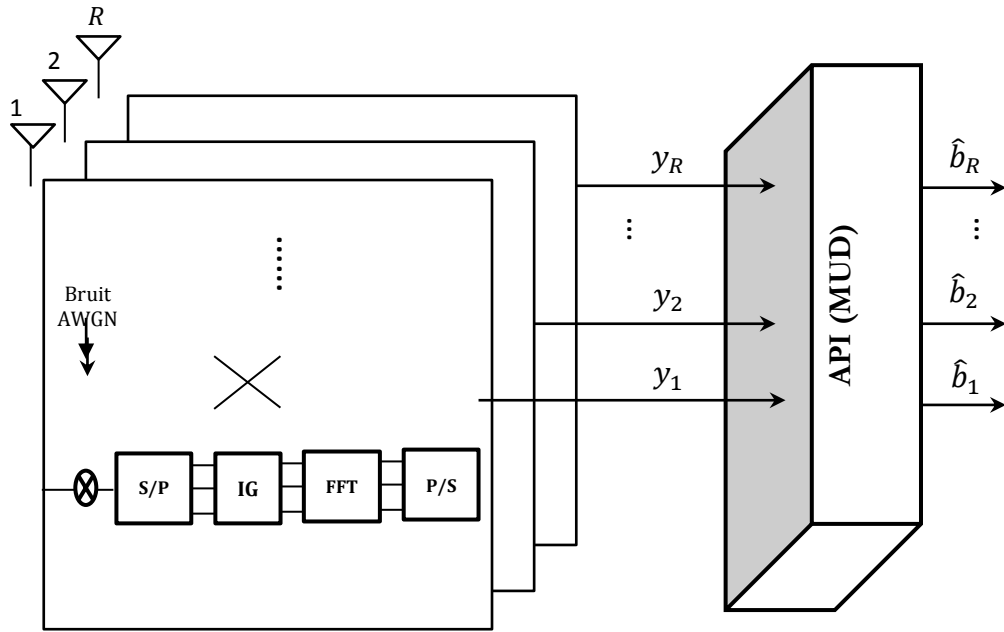 R
2
1
y_R
b̂_R
⋮
⋮
⋮
Bruit
AWGN
y_2
b̂_2
API (MUD)
y_1
b̂_1
S/P
IG
FFT
P/S